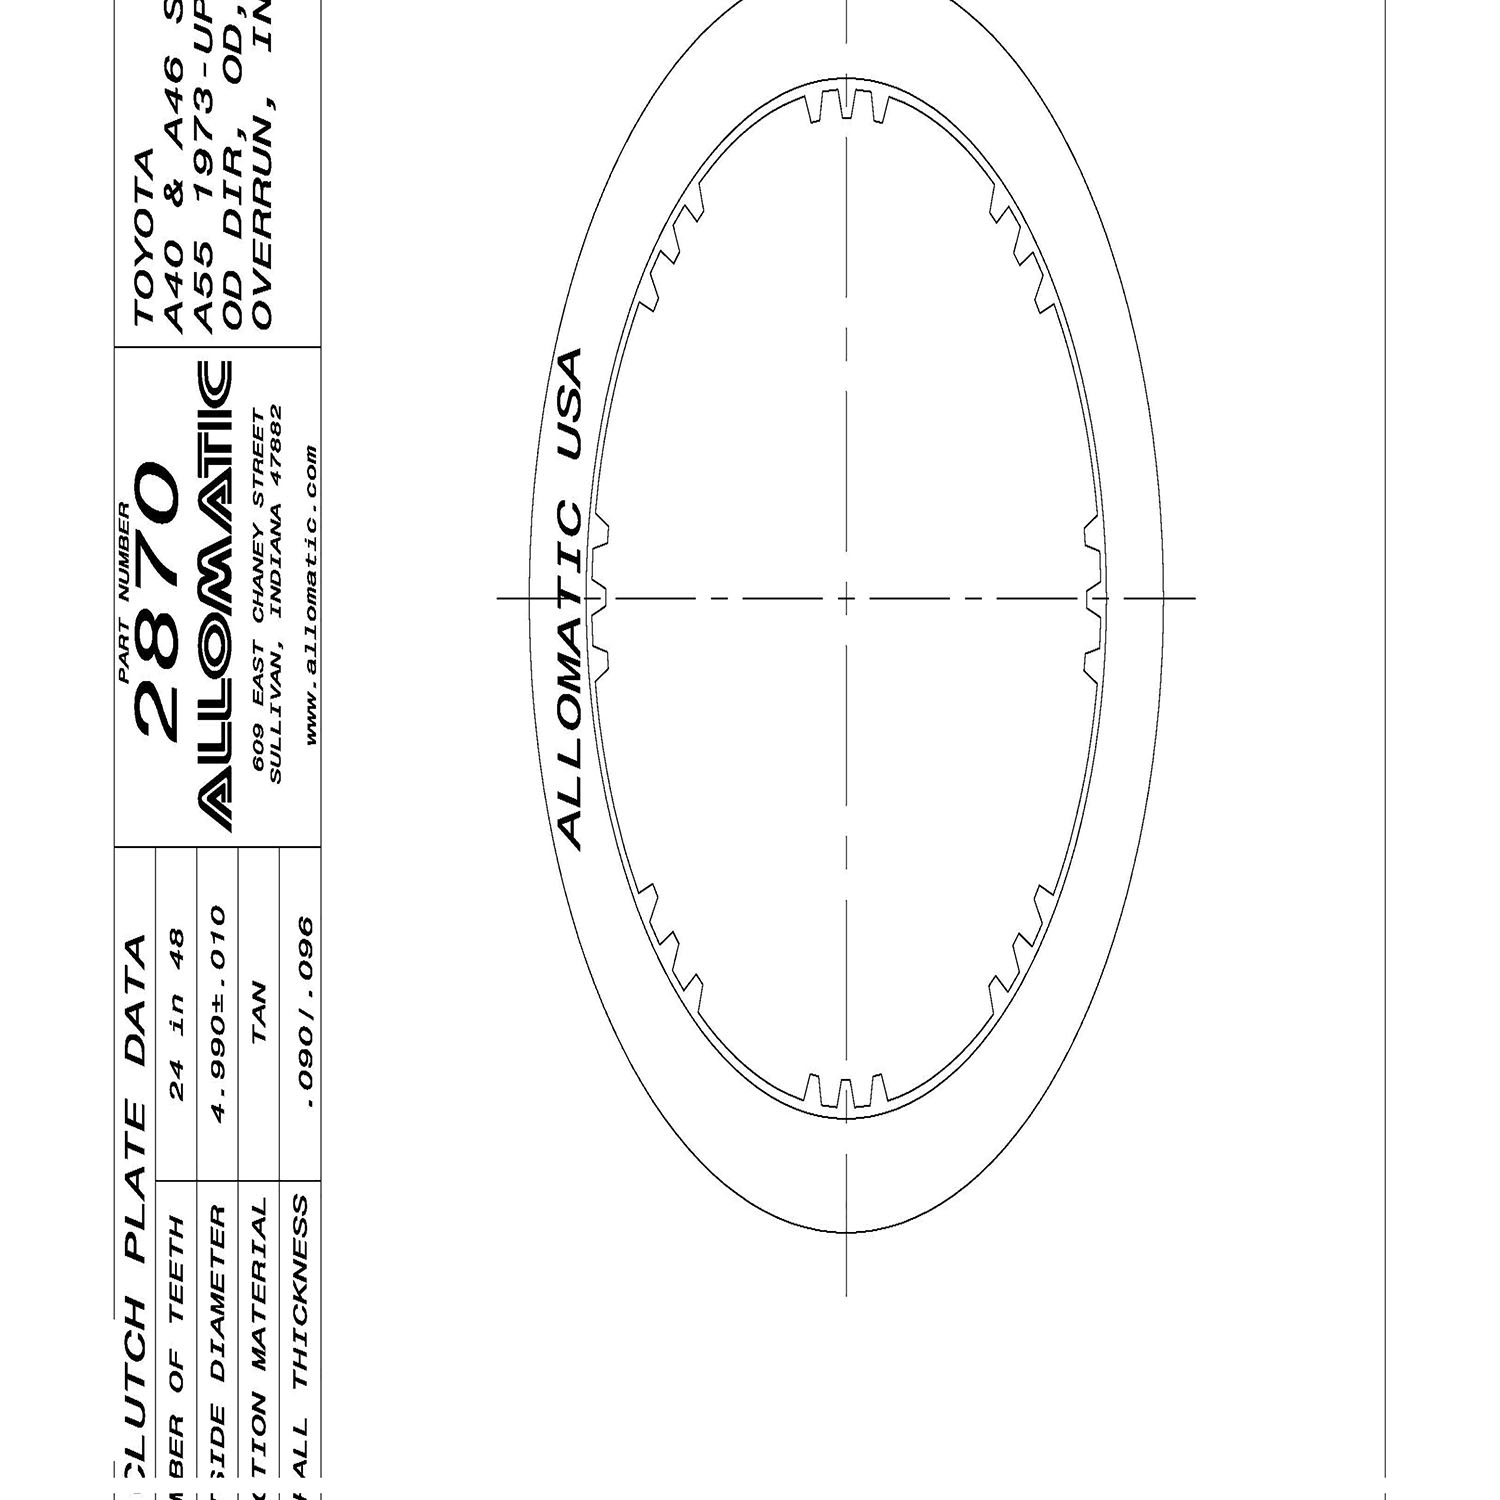 CLUTCH PLATE DATA
BER OF TEETH 24 in 48
SIDE DIAMETER 4.990±.010
TION MATERIAL TAN
ALL THICKNESS .090/.096
PART NUMBER
2870
ALLOMATIC
609 EAST CHANEY STREET
SULLIVAN, INDIANA 47882
www.allomatic.com
TOYOTA
A40 & A46 S
A55 1973-UP
OD DIR, OD,
OVERRUN, IN
ALLOMATIC USA